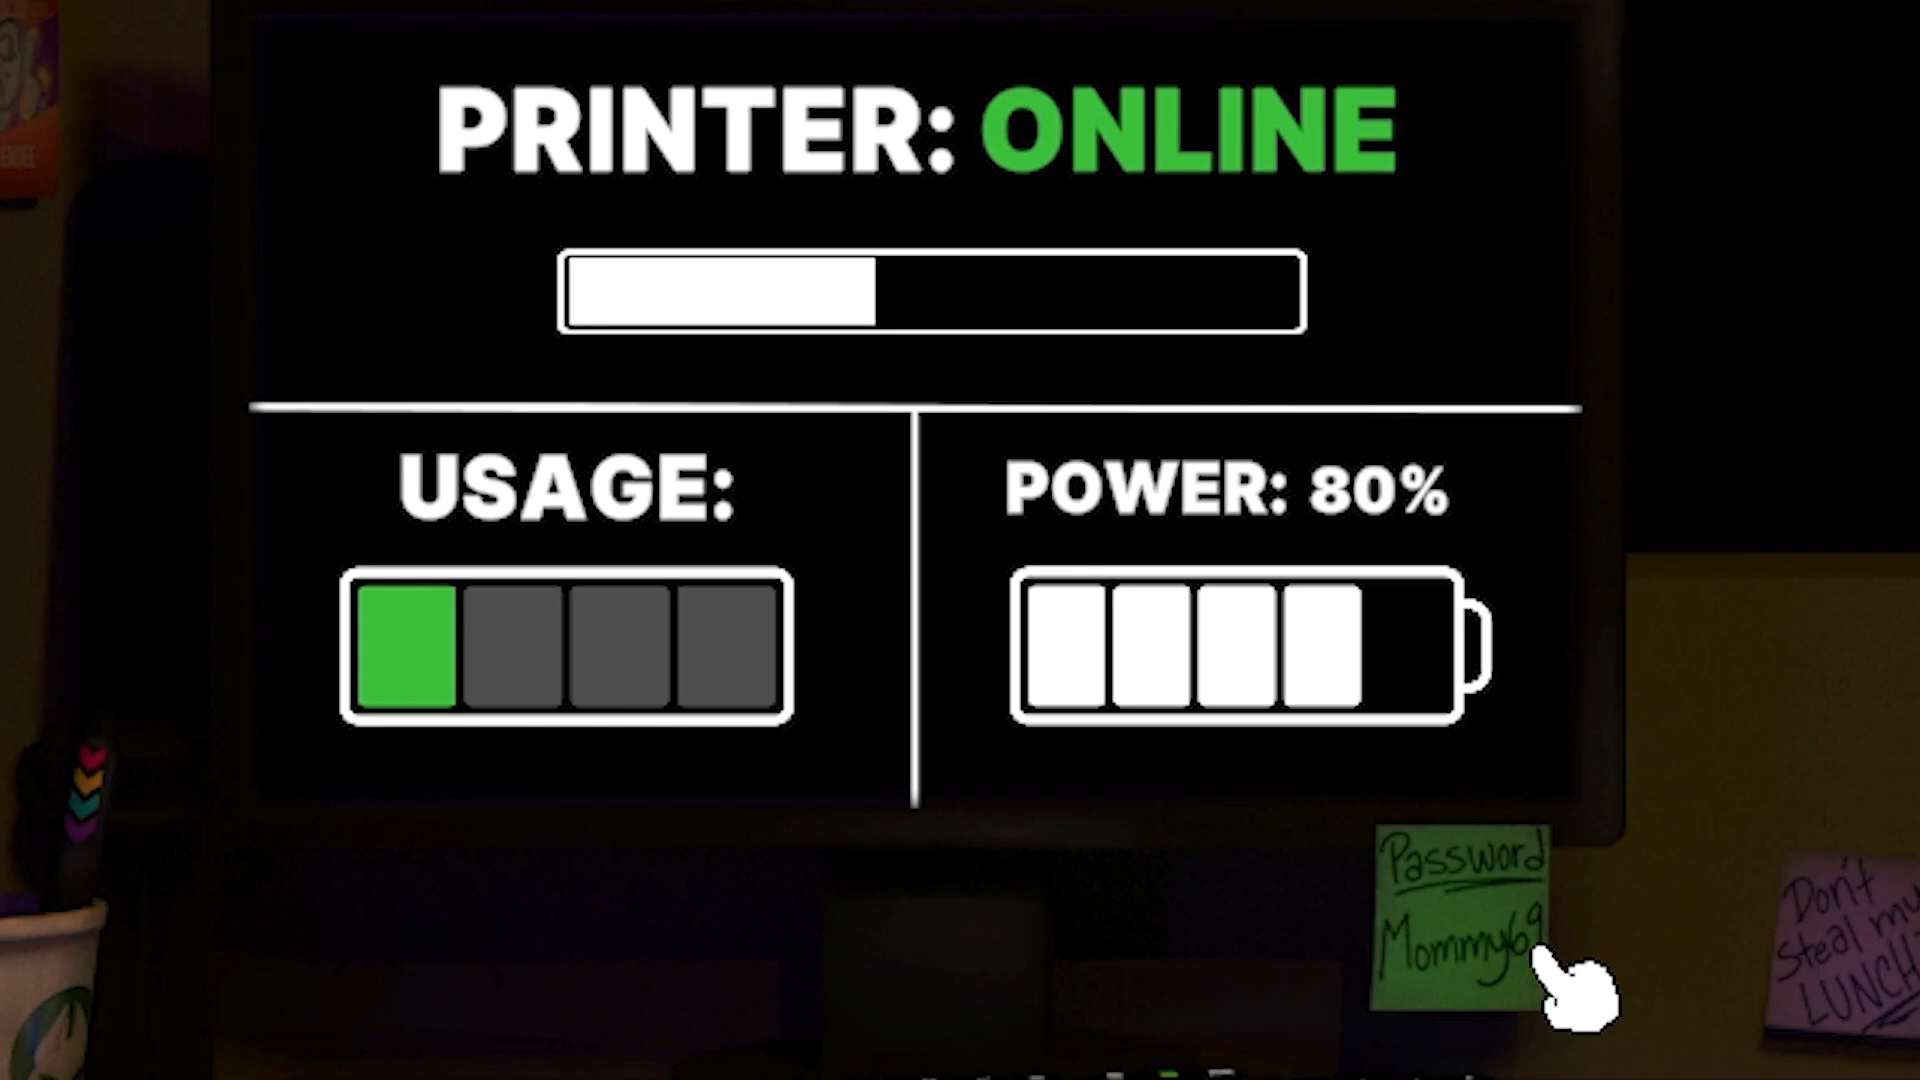 PRINTER: ONLINE
USAGE:
POWER: 80%
Password
Mommy69
Don't
Steal my
LUNCH